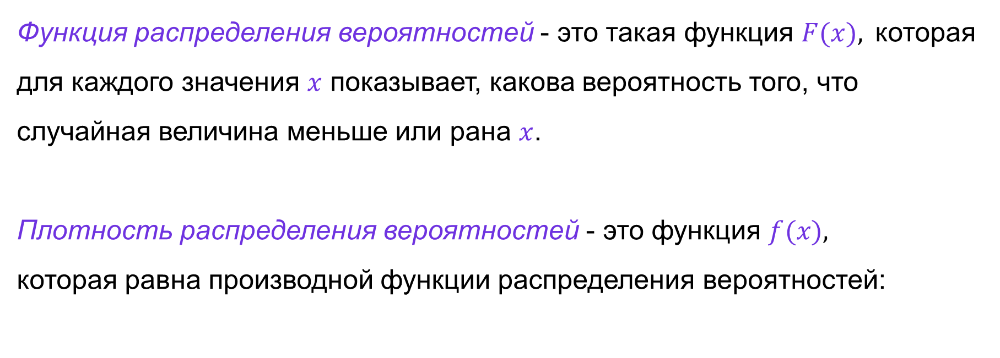 Функция распределения вероятностей - это такая функция F(x), которая
для каждого значения x показывает, какова вероятность того, что
случайная величина меньше или рана x.
Плотность распределения вероятностей - это функция f(x),
которая равна производной функции распределения вероятностей: